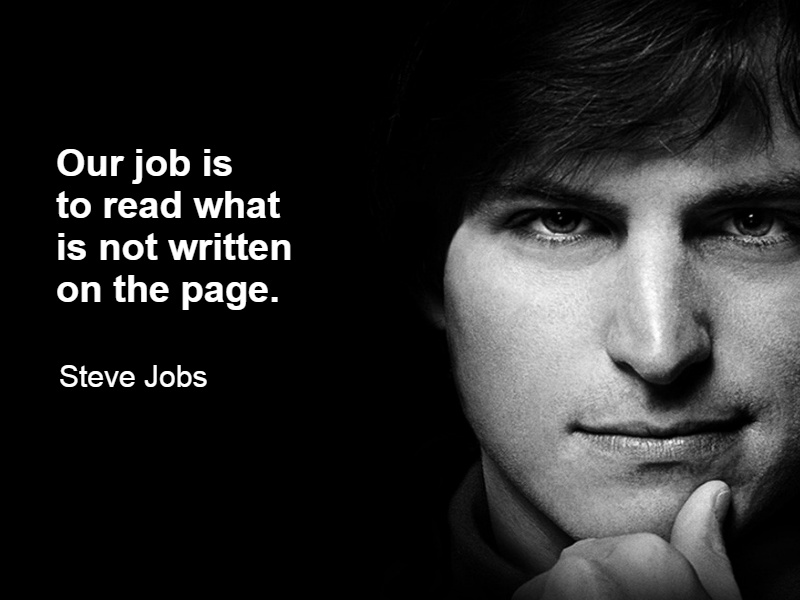 Our job is
to read what
is not written
on the page.
Steve Jobs